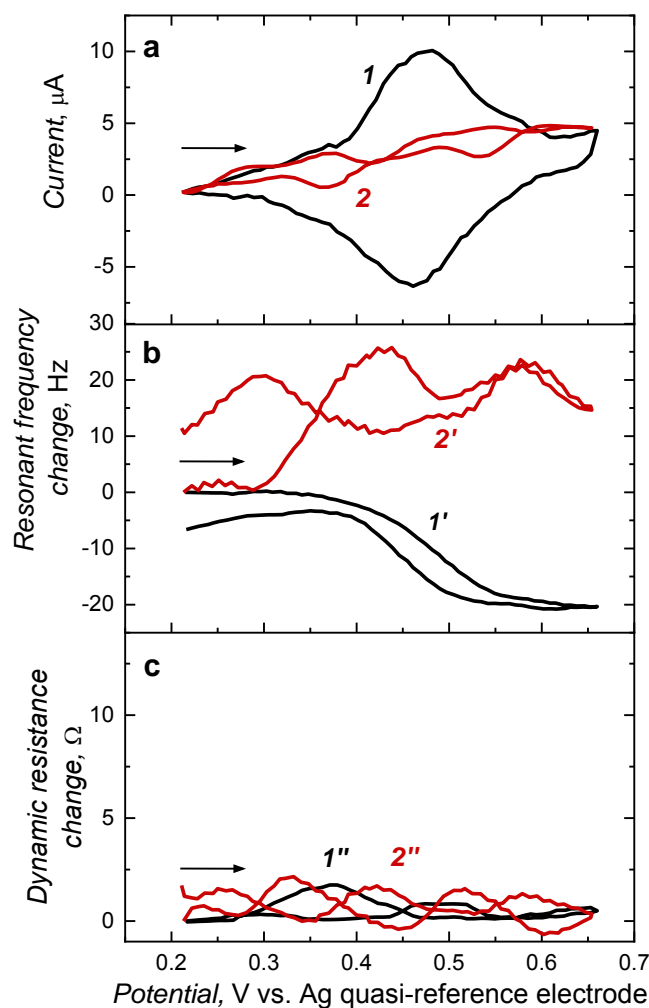 a
10
5
0
-5
Current, μA
1
2
b
30
20
10
0
-10
-20
Resonant frequency
change, Hz
2'
1'
c
10
5
0
Dynamic resistance
change, Ω
1''
2''
0.2 0.3 0.4 0.5 0.6 0.7
Potential, V vs. Ag quasi-reference electrode